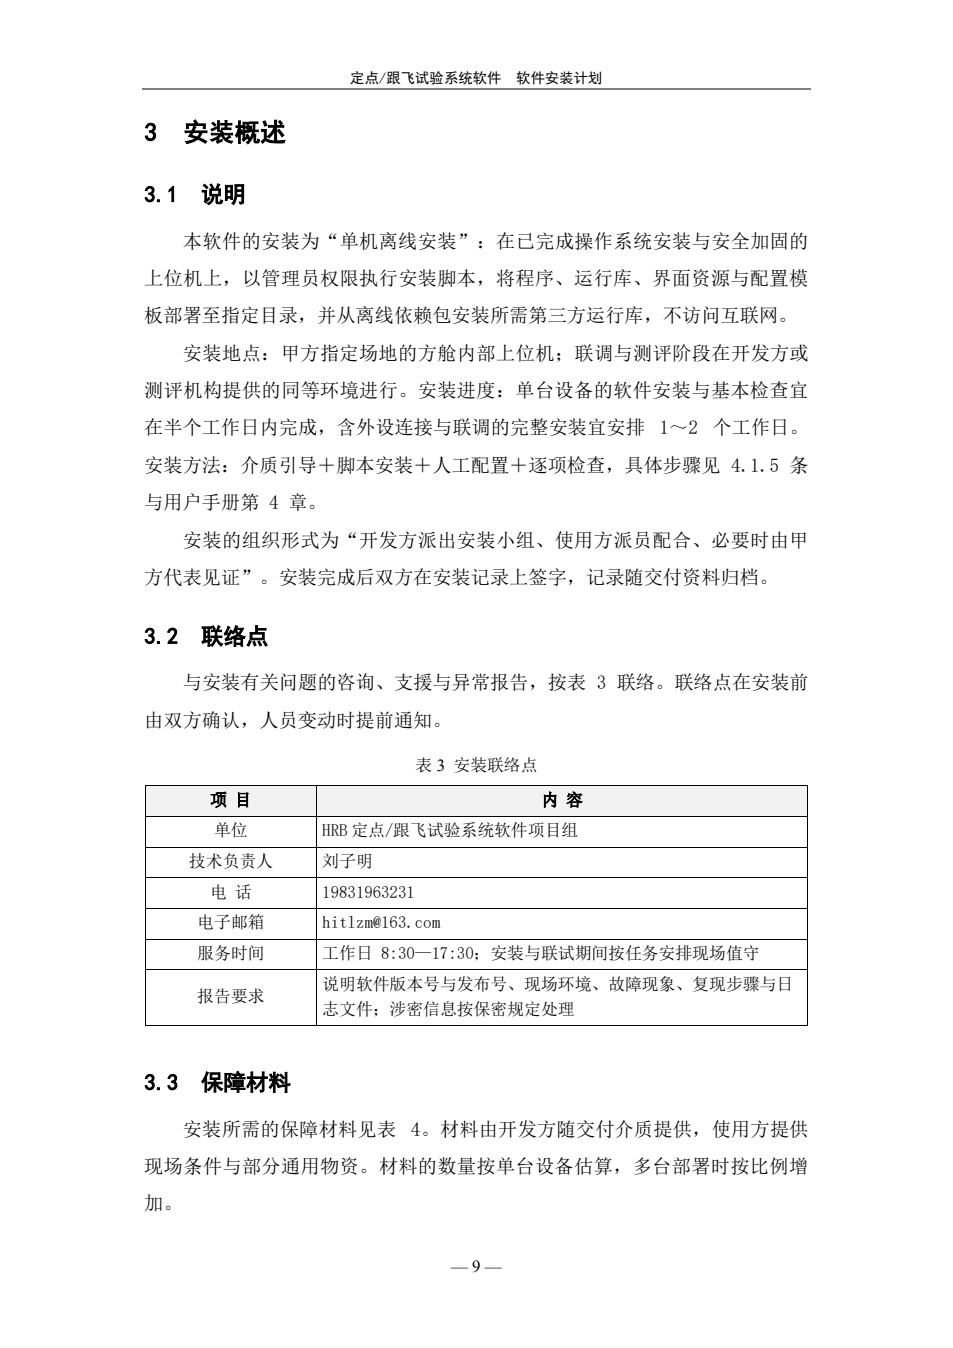 定点/跟飞试验系统软件　软件安装计划
3　安装概述
3.1　说明
本软件的安装为“单机离线安装”：在已完成操作系统安装与安全加固的
上位机上，以管理员权限执行安装脚本，将程序、运行库、界面资源与配置模
板部署至指定目录，并从离线依赖包安装所需第三方运行库，不访问互联网。
安装地点：甲方指定场地的方舱内部上位机；联调与测评阶段在开发方或
测评机构提供的同等环境进行。安装进度：单台设备的软件安装与基本检查宜
在半个工作日内完成，含外设连接与联调的完整安装宜安排 1～2 个工作日。
安装方法：介质引导＋脚本安装＋人工配置＋逐项检查，具体步骤见 4.1.5 条
与用户手册第 4 章。
安装的组织形式为“开发方派出安装小组、使用方派员配合、必要时由甲
方代表见证”。安装完成后双方在安装记录上签字，记录随交付资料归档。
3.2　联络点
与安装有关问题的咨询、支援与异常报告，按表 3 联络。联络点在安装前
由双方确认，人员变动时提前通知。
表 3 安装联络点
项 目　内 容
单位　HRB 定点/跟飞试验系统软件项目组
技术负责人　刘子明
电 话　19831963231
电子邮箱　hitlzm@163.com
服务时间　工作日 8:30—17:30；安装与联试期间按任务安排现场值守
报告要求　说明软件版本号与发布号、现场环境、故障现象、复现步骤与日
志文件；涉密信息按保密规定处理
3.3　保障材料
安装所需的保障材料见表 4。材料由开发方随交付介质提供，使用方提供
现场条件与部分通用物资。材料的数量按单台设备估算，多台部署时按比例增
加。
— 9 —